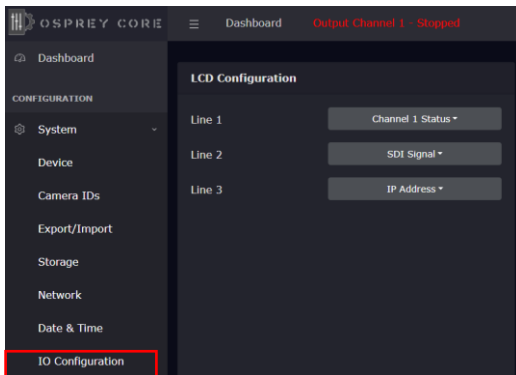 OSPREY CORE
Dashboard
Output Channel 1 - Stopped
Dashboard
CONFIGURATION
System
Device
Camera IDs
Export/Import
Storage
Network
Date & Time
IO Configuration
LCD Configuration
Line 1 Channel 1 Status
Line 2 SDI Signal
Line 3 IP Address